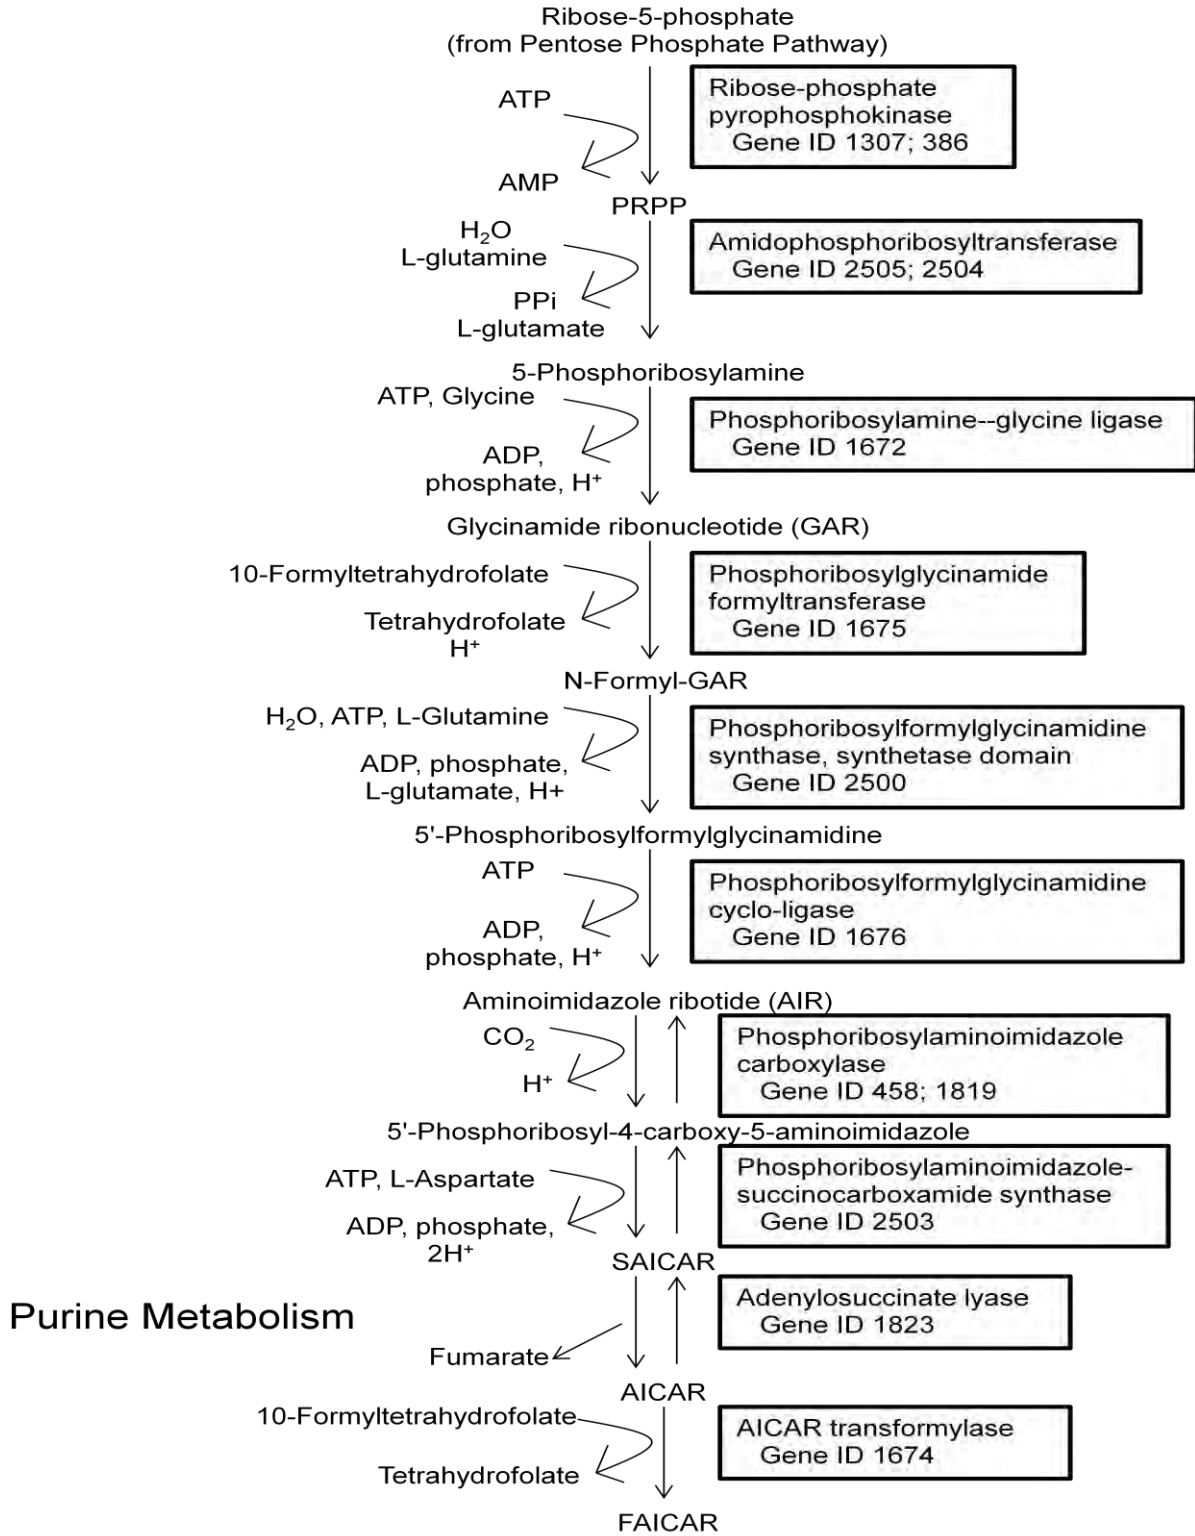 Ribose-5-phosphate
(from Pentose Phosphate Pathway)
ATP
AMP
Ribose-phosphate
pyrophosphokinase
Gene ID 1307; 386
PRPP
H₂O
L-glutamine
PPi
L-glutamate
Amidophosphoribosyltransferase
Gene ID 2505; 2504
5-Phosphoribosylamine
ATP, Glycine
ADP,
phosphate, H⁺
Phosphoribosylamine--glycine ligase
Gene ID 1672
Glycinamide ribonucleotide (GAR)
10-Formyltetrahydrofolate
Tetrahydrofolate
H⁺
Phosphoribosylglycinamide
formyltransferase
Gene ID 1675
N-Formyl-GAR
H₂O, ATP, L-Glutamine
ADP, phosphate,
L-glutamate, H+
Phosphoribosylformylglycinamidine
synthase, synthetase domain
Gene ID 2500
5'-Phosphoribosylformylglycinamidine
ATP
ADP,
phosphate, H⁺
Phosphoribosylformylglycinamidine
cyclo-ligase
Gene ID 1676
Aminoimidazole ribotide (AIR)
CO₂
H⁺
Phosphoribosylaminoimidazole
carboxylase
Gene ID 458; 1819
5'-Phosphoribosyl-4-carboxy-5-aminoimidazole
ATP, L-Aspartate
ADP, phosphate,
2H⁺
Phosphoribosylaminoimidazole-
succinocarboxamide synthase
Gene ID 2503
SAICAR
Purine Metabolism
Fumarate
Adenylosuccinate lyase
Gene ID 1823
AICAR
10-Formyltetrahydrofolate
Tetrahydrofolate
AICAR transformylase
Gene ID 1674
FAICAR